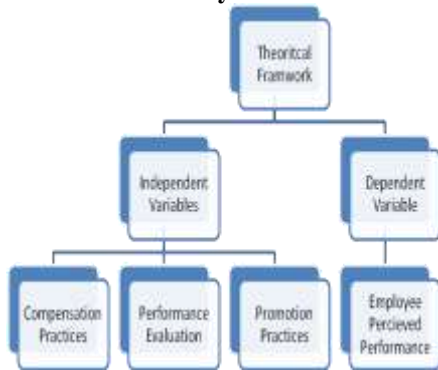 Theoritcal
Framwork
Independent
Variables
Dependent
Variable
Compensation
Practices
Performance
Evaluation
Promotion
Practices
Employee
Percieved
Performance